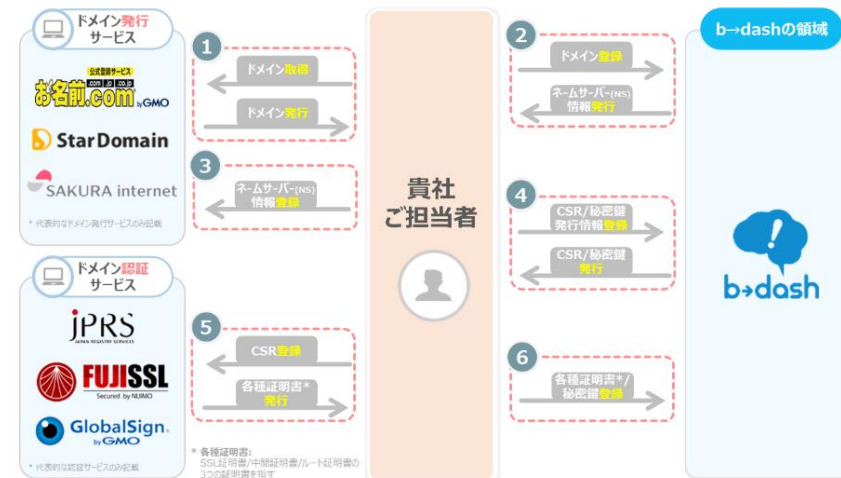 ドメイン発行
サービス
公式登録サービス
.com .jp .co.jp
お名前.com by GMO
StarDomain
SAKURA internet
* 代表的なドメイン発行サービスのみ記載
ドメイン認証
サービス
JPRS
JAPAN REGISTRY SERVICES
FUJISSL
Secured by NIJIMO
GlobalSign.
by GMO
* 代表的な認証サービスのみ記載
1
ドメイン取得
ドメイン発行
3
ネームサーバー(NS)
情報登録
5
CSR登録
各種証明書*
発行
* 各種証明書:
SSL証明書/中間証明書/ルート証明書の
3つの証明書を指す
貴社
ご担当者
2
ドメイン登録
ネームサーバー(NS)
情報発行
4
CSR/秘密鍵
発行情報登録
CSR/秘密鍵
発行
6
各種証明書*/
秘密鍵登録
b→dashの領域
b→dash